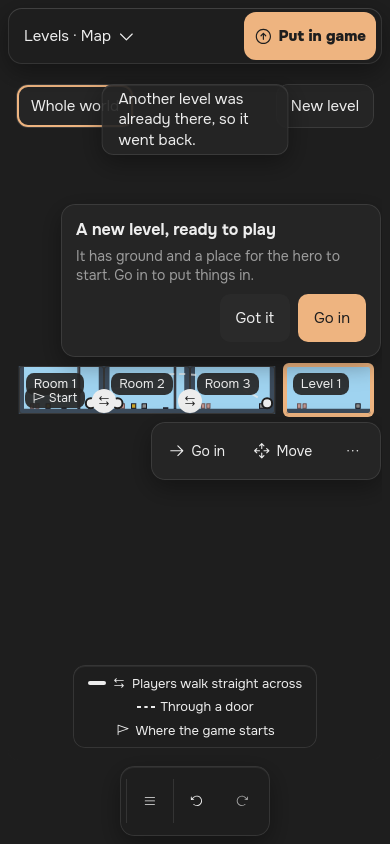 Levels · Map
Put in game
Whole world
Another level was
already there, so it
went back.
New level
A new level, ready to play
It has ground and a place for the hero to
start. Go in to put things in.
Got it
Go in
Room 1
Start
Room 2
Room 3
Level 1
Go in
Move
...
Players walk straight across
Through a door
Where the game starts